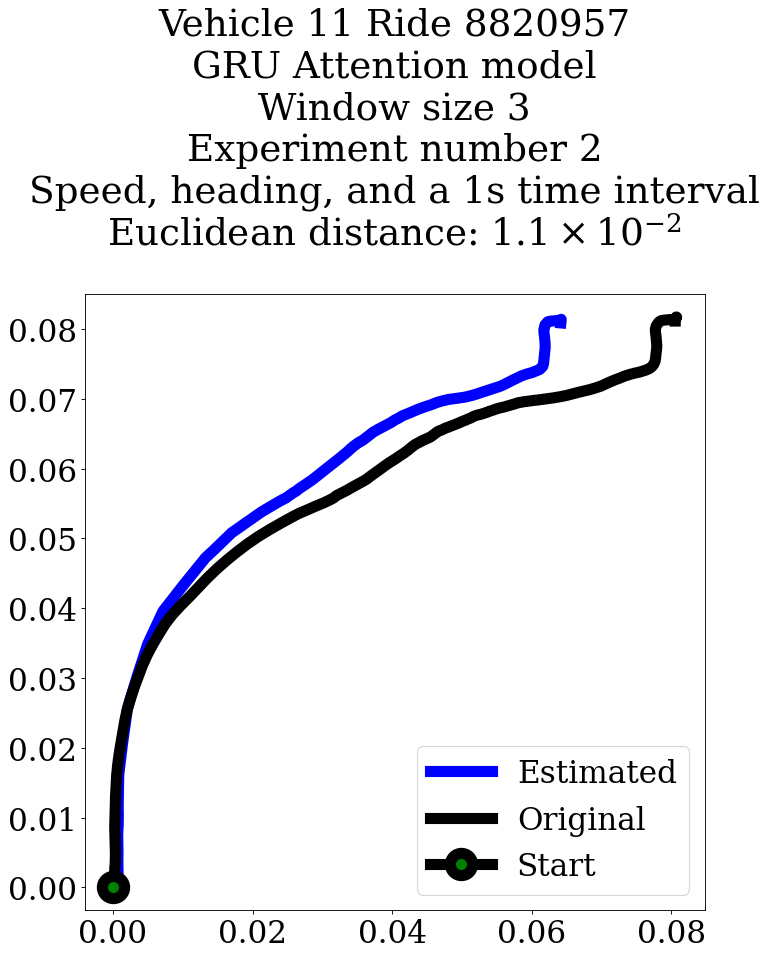 Vehicle 11 Ride 8820957
GRU Attention model
Window size 3
Experiment number 2
Speed, heading, and a 1s time interval
Euclidean distance: 1.1 × 10⁻²
0.08
0.07
0.06
0.05
0.04
0.03
0.02
0.01
0.00
Estimated
Original
Start
0.00 0.02 0.04 0.06 0.08